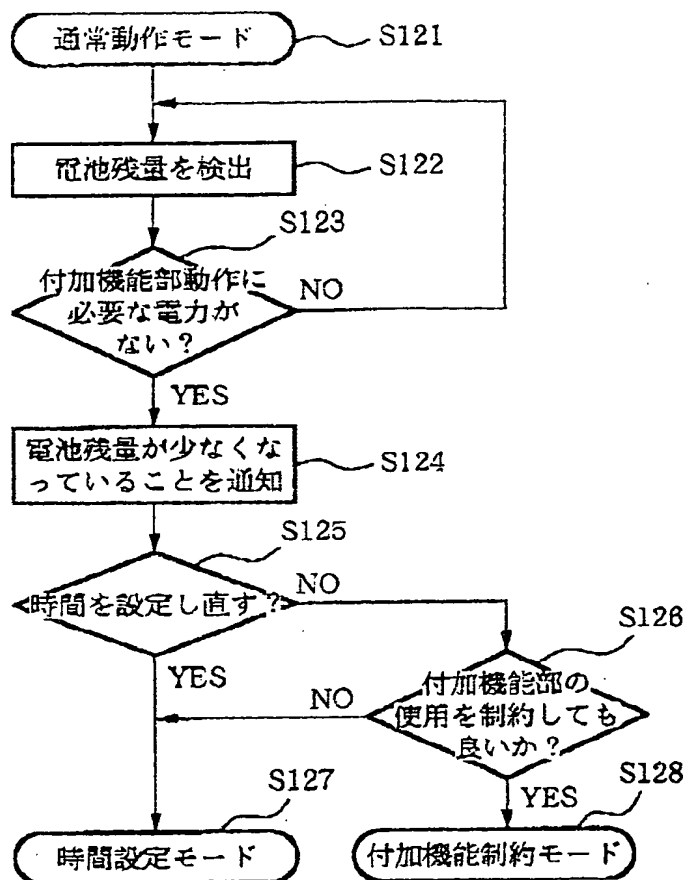 通常動作モード
S121
電池残量を検出
S122
S123
付加機能部動作に
必要な電力が
ない?
NO
YES
電池残量が少なくな
っていることを通知
S124
S125
時間を設定し直す?
NO
YES
S126
付加機能部の
使用を制約しても
良いか?
NO
YES
S127
時間設定モード
S128
付加機能制約モード